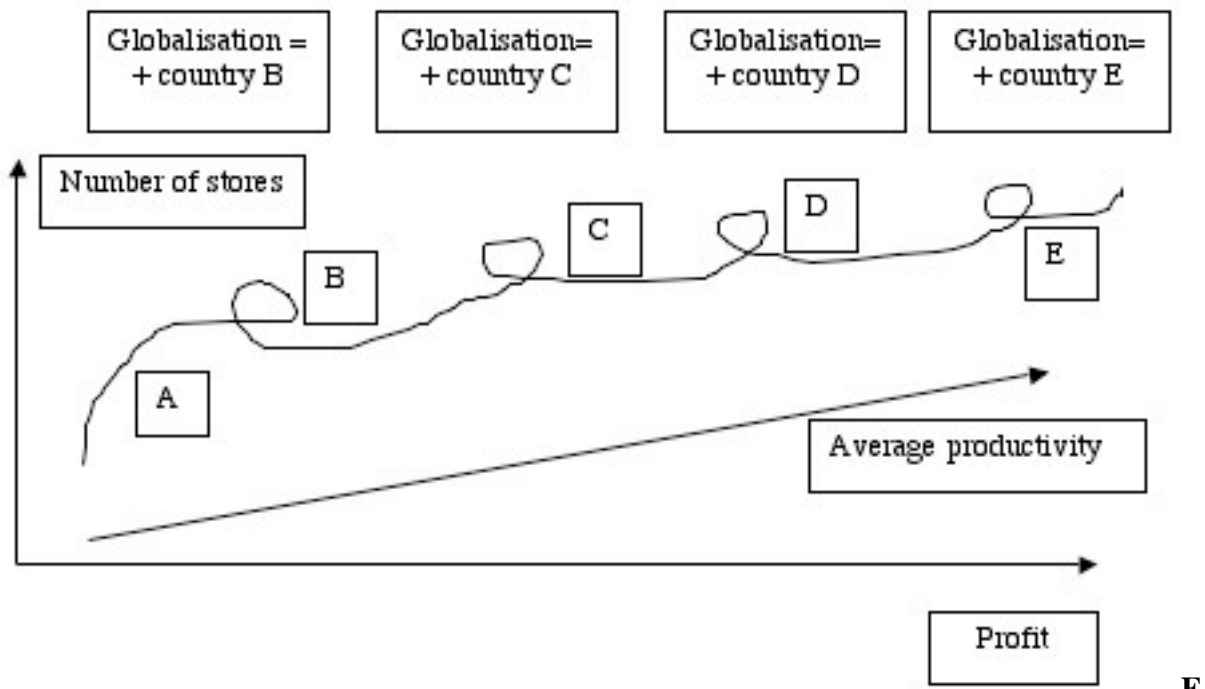 Globalisation =
+ country B
Globalisation=
+ country C
Globalisation=
+ country D
Globalisation=
+ country E
Number of stores
D
C
B
E
A
Average productivity
Profit
F